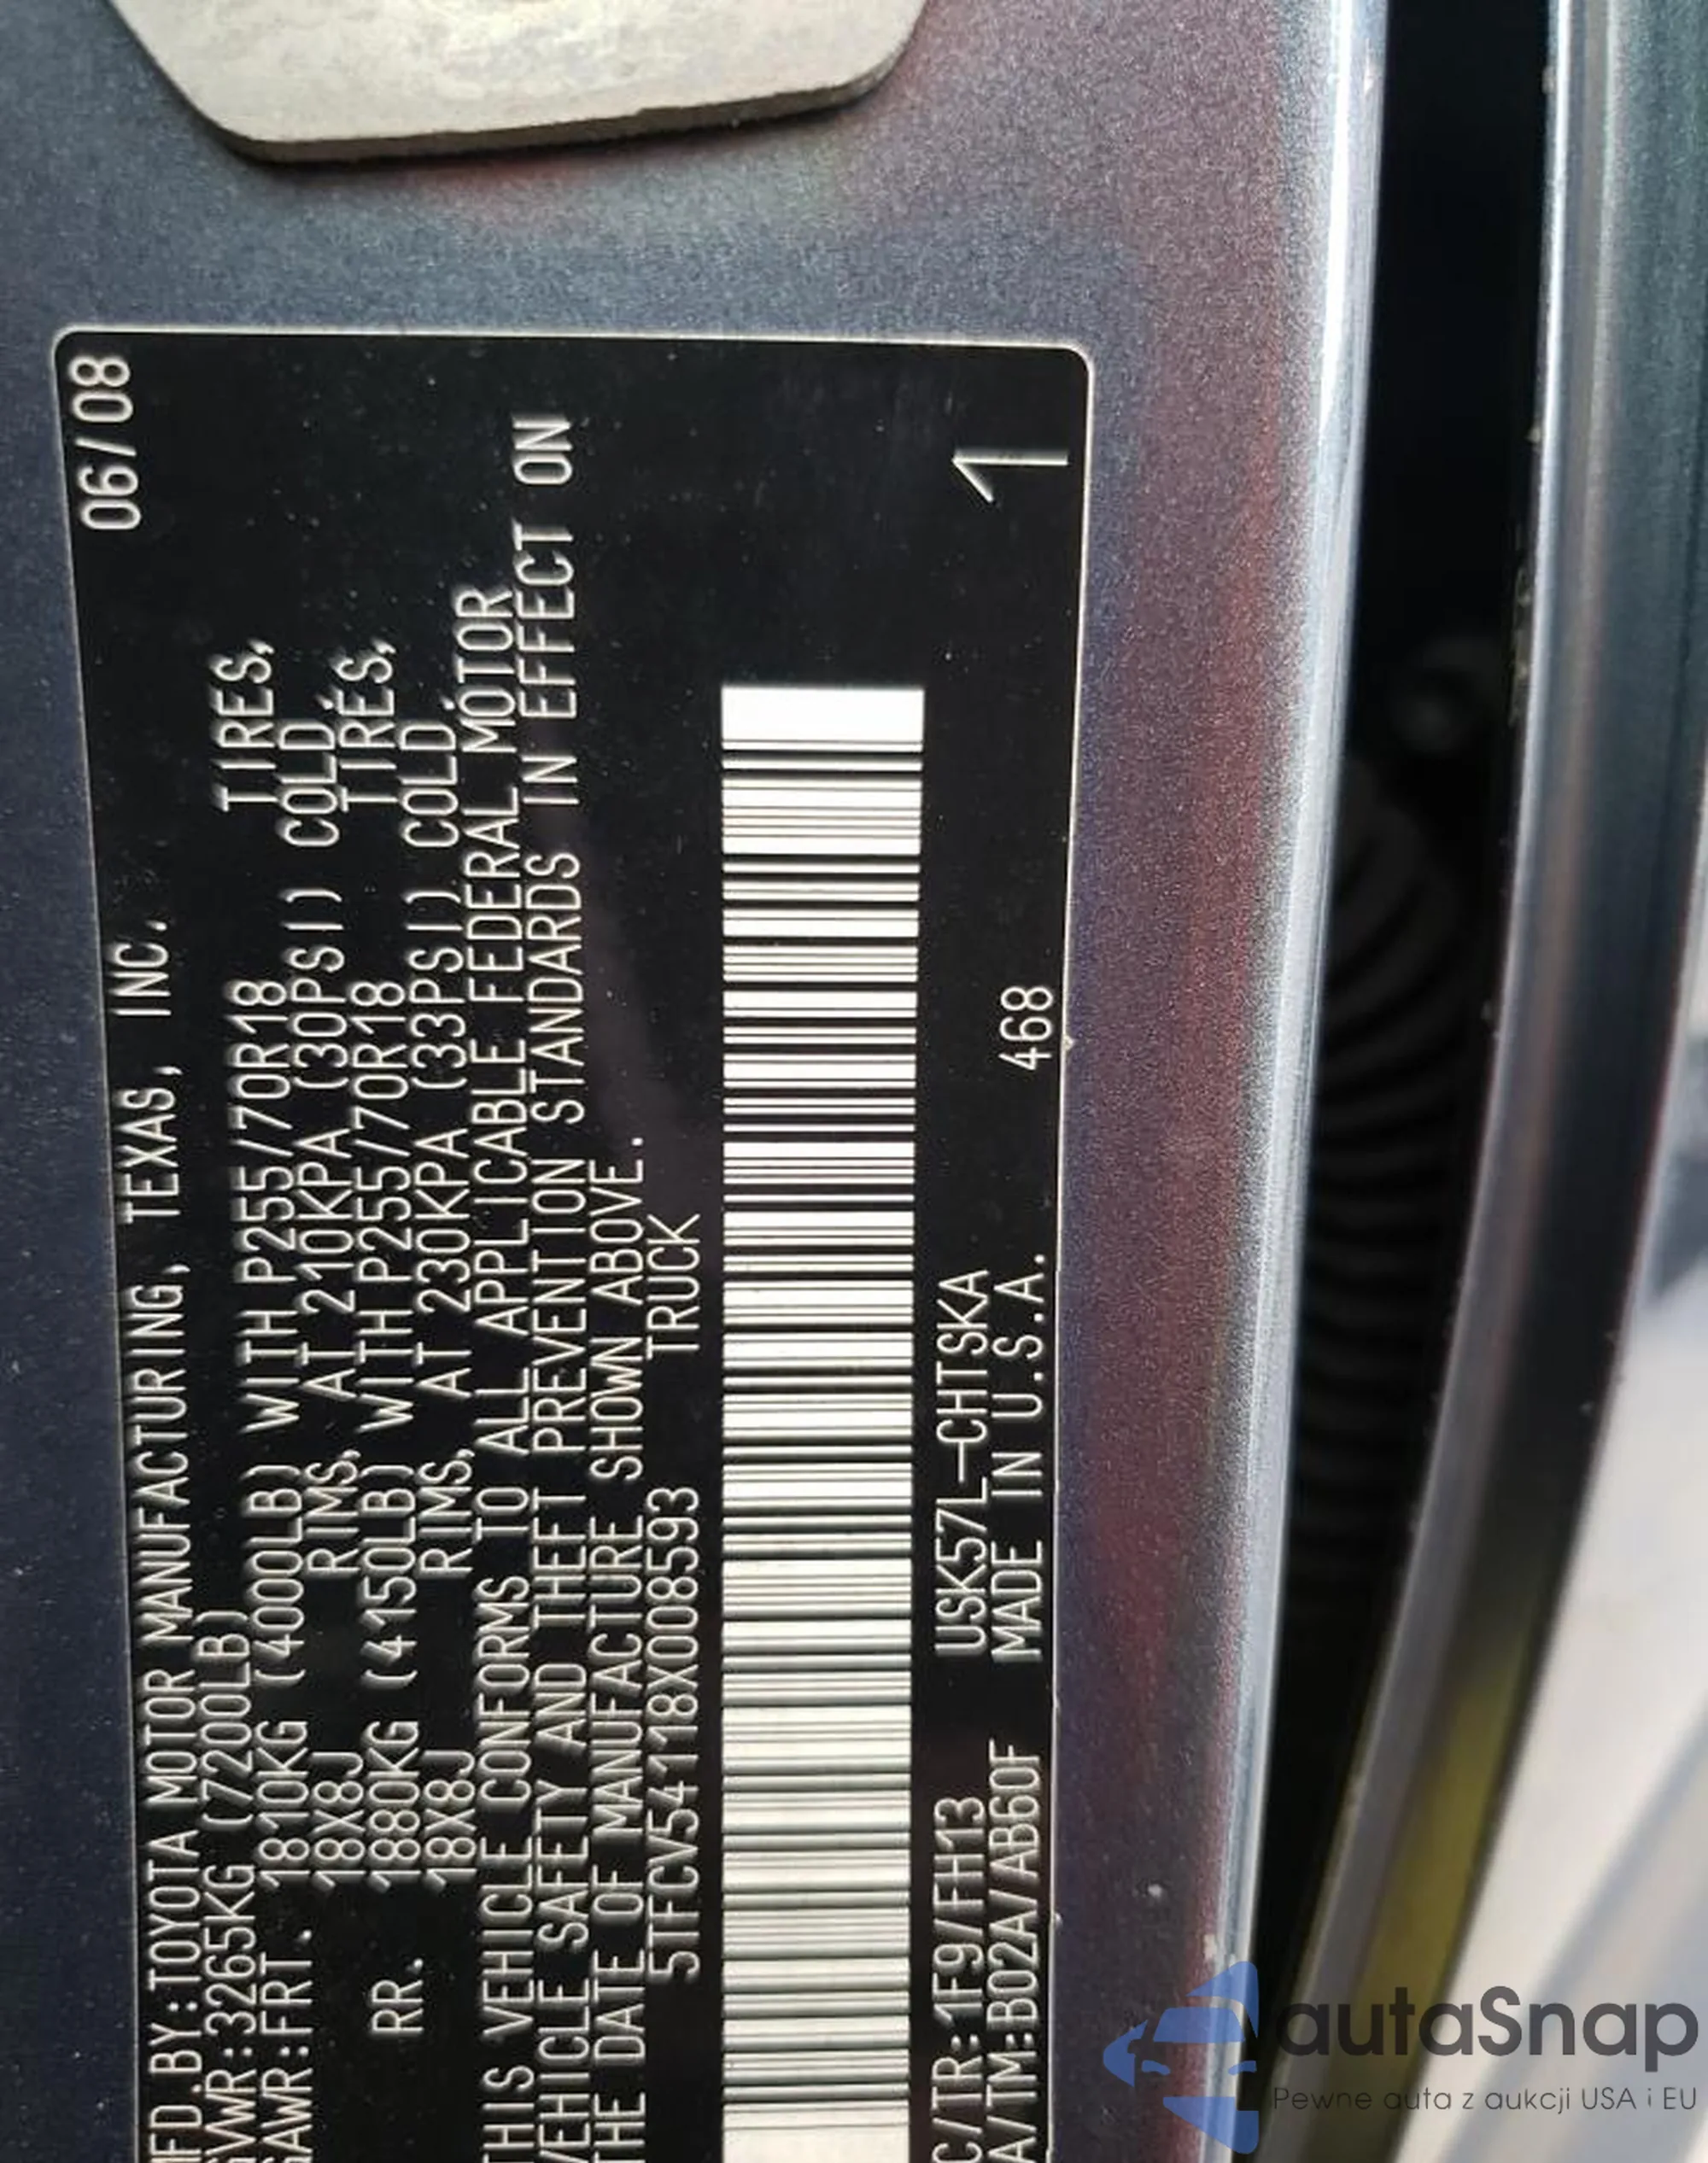 MFD.BY:TOYOTA MOTOR MANUFACTURING, TEXAS, INC. 06/08
GVWR:3265KG (7200LB)
GAWR:FRT. 1810KG (4000LB) WITH P255/70R18 TIRES,
18X8J RIMS, AT 210KPA (30PSI) COLD
RR. 1880KG (4150LB) WITH P255/70R18 TIRES,
18X8J RIMS, AT 230KPA (33PSI) COLD.
THIS VEHICLE CONFORMS TO ALL APPLICABLE FEDERAL MOTOR
VEHICLE SAFETY AND THEFT PREVENTION STANDARDS IN EFFECT ON
THE DATE OF MANUFACTURE SHOWN ABOVE.
5TFCV54118X008593 TRUCK
C/TR:1F9/FH13 USK57L-CHTSKA
A/TM:B02A/AB60F MADE IN U.S.A. 468
1
autaSnap
Pewne auta z aukcji USA i EU